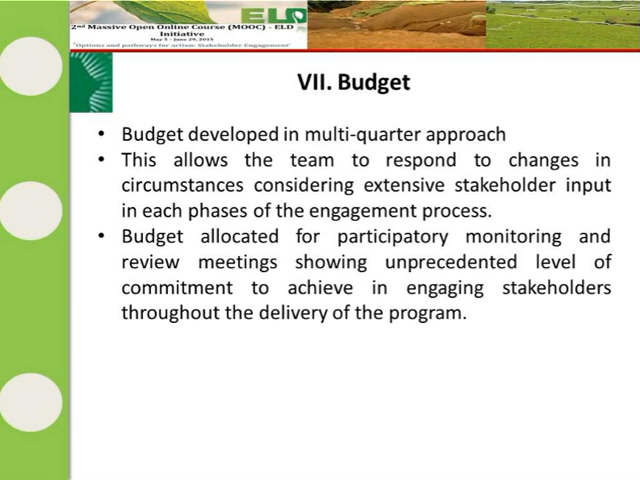 ELD
2nd Massive Open Online Course (MOOC) - ELD
Initiative
May 5 - June 29, 2015
"Options and pathways for action: Stakeholder Engagement"
VII. Budget
• Budget developed in multi-quarter approach
• This allows the team to respond to changes in
circumstances considering extensive stakeholder input
in each phases of the engagement process.
• Budget allocated for participatory monitoring and
review meetings showing unprecedented level of
commitment to achieve in engaging stakeholders
throughout the delivery of the program.